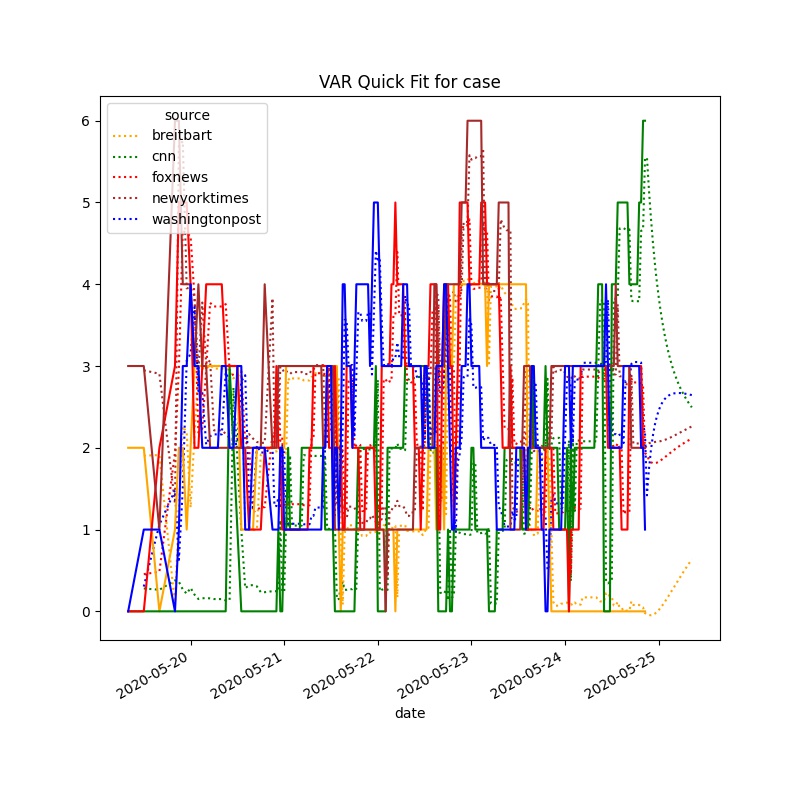 VAR Quick Fit for case
source
breitbart
cnn
foxnews
newyorktimes
washingtonpost
6
5
4
3
2
1
0
2020-05-20
2020-05-21
2020-05-22
2020-05-23
2020-05-24
2020-05-25
date